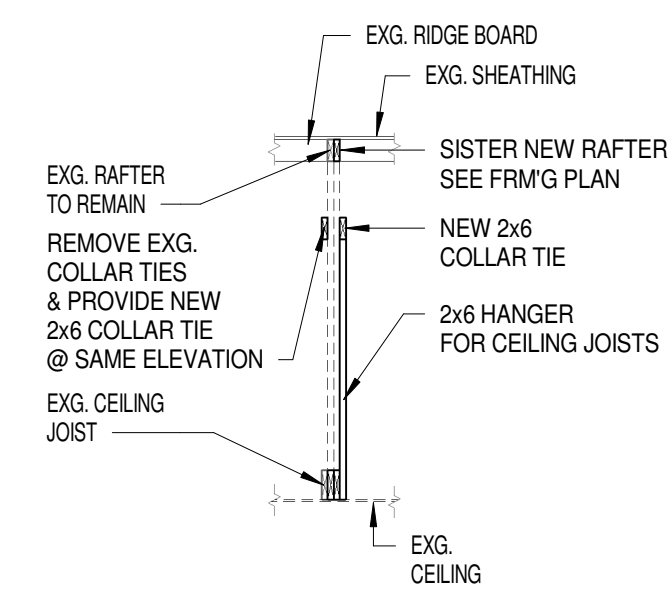 EXG. RIDGE BOARD
EXG. SHEATHING
SISTER NEW RAFTER
SEE FRM'G PLAN
EXG. RAFTER
TO REMAIN
NEW 2x6
COLLAR TIE
REMOVE EXG.
COLLAR TIES
& PROVIDE NEW
2x6 COLLAR TIE
@ SAME ELEVATION
2x6 HANGER
FOR CEILING JOISTS
EXG. CEILING
JOIST
EXG.
CEILING